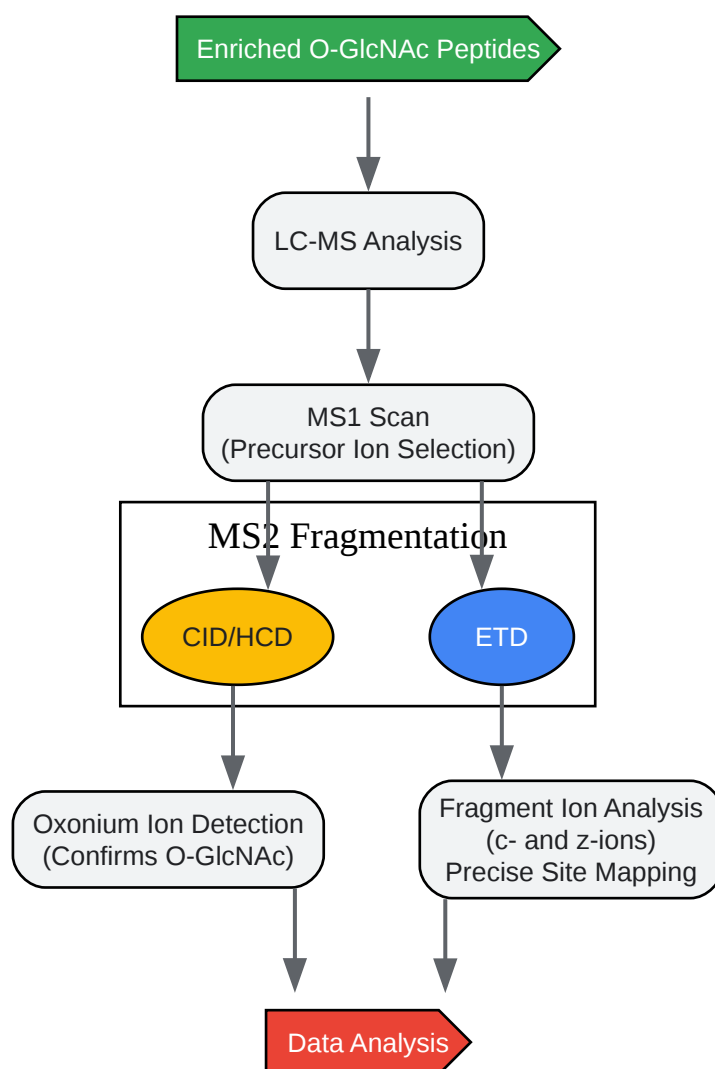 Enriched O-GlcNAc Peptides
LC-MS Analysis
MS1 Scan
(Precursor Ion Selection)
MS2 Fragmentation
CID/HCD
ETD
Oxonium Ion Detection
(Confirms O-GlcNAc)
Fragment Ion Analysis
(c- and z-ions)
Precise Site Mapping
Data Analysis